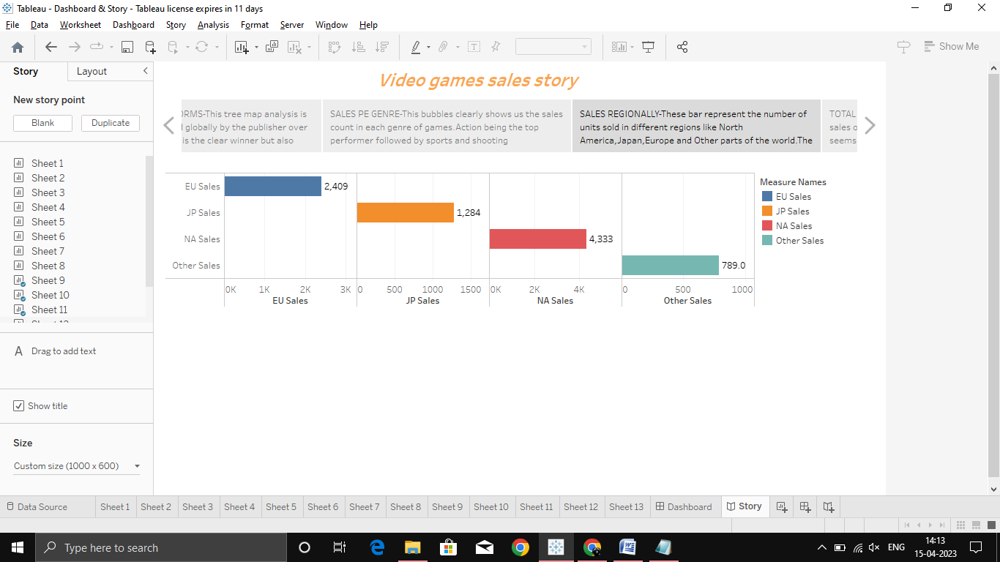 Tableau - Dashboard & Story - Tableau license expires in 11 days
File Data Worksheet Dashboard Story Analysis Format Server Window Help
Show Me
Story Layout
New story point
Blank Duplicate
Sheet 1
Sheet 2
Sheet 3
Sheet 4
Sheet 5
Sheet 6
Sheet 7
Sheet 8
Sheet 9
Sheet 10
Sheet 11
A Drag to add text
Show title
Size
Custom size (1000 x 600)
Video games sales story
ORMS-This tree map analysis is
globally by the publisher over
is the clear winner but also
SALES PE GENRE-This bubbles clearly shows us the sales
count in each genre of games.Action being the top
performer followed by sports and shooting
SALES REGIONALLY-These bar represent the number of
units sold in different regions like North
America,Japan,Europe and Other parts of the world.The
TOTAL
sales o
seems
EU Sales 2,409
JP Sales 1,284
NA Sales 4,333
Other Sales 789.0
0K 1K 2K 3K 0 500 1000 1500 0K 2K 4K 0 500 1000
EU Sales JP Sales NA Sales Other Sales
Measure Names
EU Sales
JP Sales
NA Sales
Other Sales
Data Source Sheet 1 Sheet 2 Sheet 3 Sheet 4 Sheet 5 Sheet 6 Sheet 7 Sheet 8 Sheet 9 Sheet 10 Sheet 11 Sheet 12 Sheet 13 Dashboard Story
Type here to search
ENG
14:13
15-04-2023